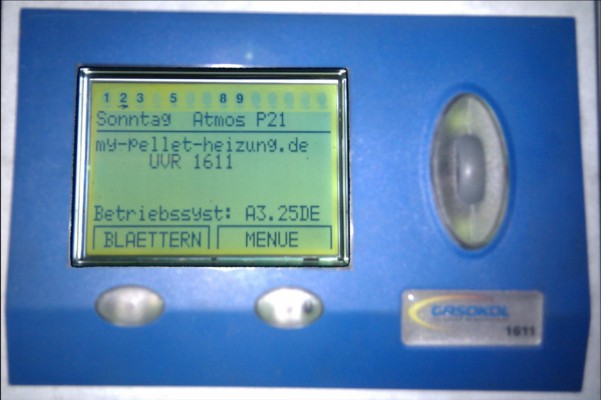 1 2 3 5 8 9
Sonntag Atmos P21
my-pellet-heizung.de
UVR 1611
Betriebssyst: A3.25DE
BLAETTERN MENUE
GASOKOL
1611